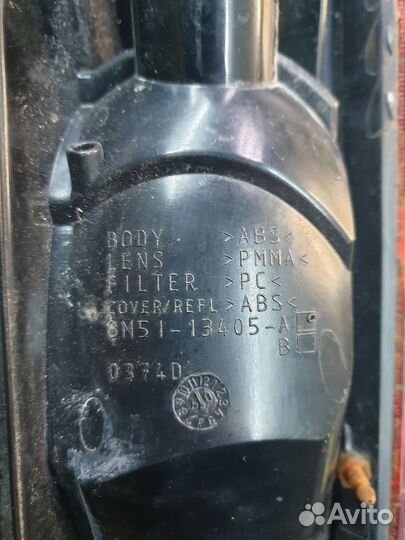 BODY >ABS<
LENS >PMMA<
FILTER >PC<
COVER/REFL >ABS<
8M51-13405-A
B
0374D
Avito